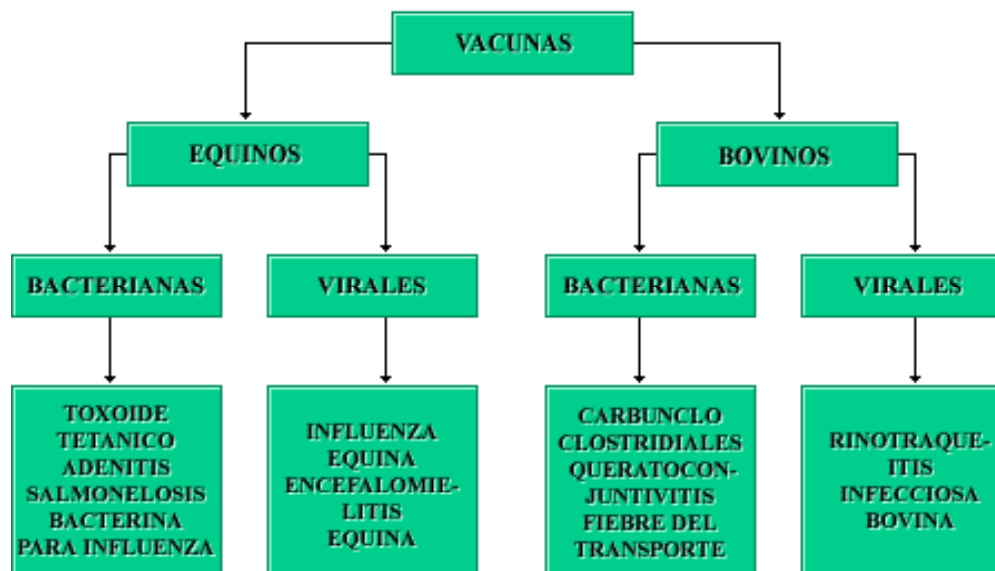 VACUNAS
EQUINOS
BOVINOS
BACTERIANAS
VIRALES
BACTERIANAS
VIRALES
TOXOIDE
TETANICO
ADENITIS
SALMONELOSIS
BACTERINA
PARA INFLUENZA
INFLUENZA
EQUINA
ENCEFALOMIE-
LITIS
EQUINA
CARBUNCLO
CLOSTRIDIALES
QUERATOCON-
JUNTIVITIS
FIEBRE DEL
TRANSPORTE
RINOTRAQUE-
ITIS
INFECCIOSA
BOVINA